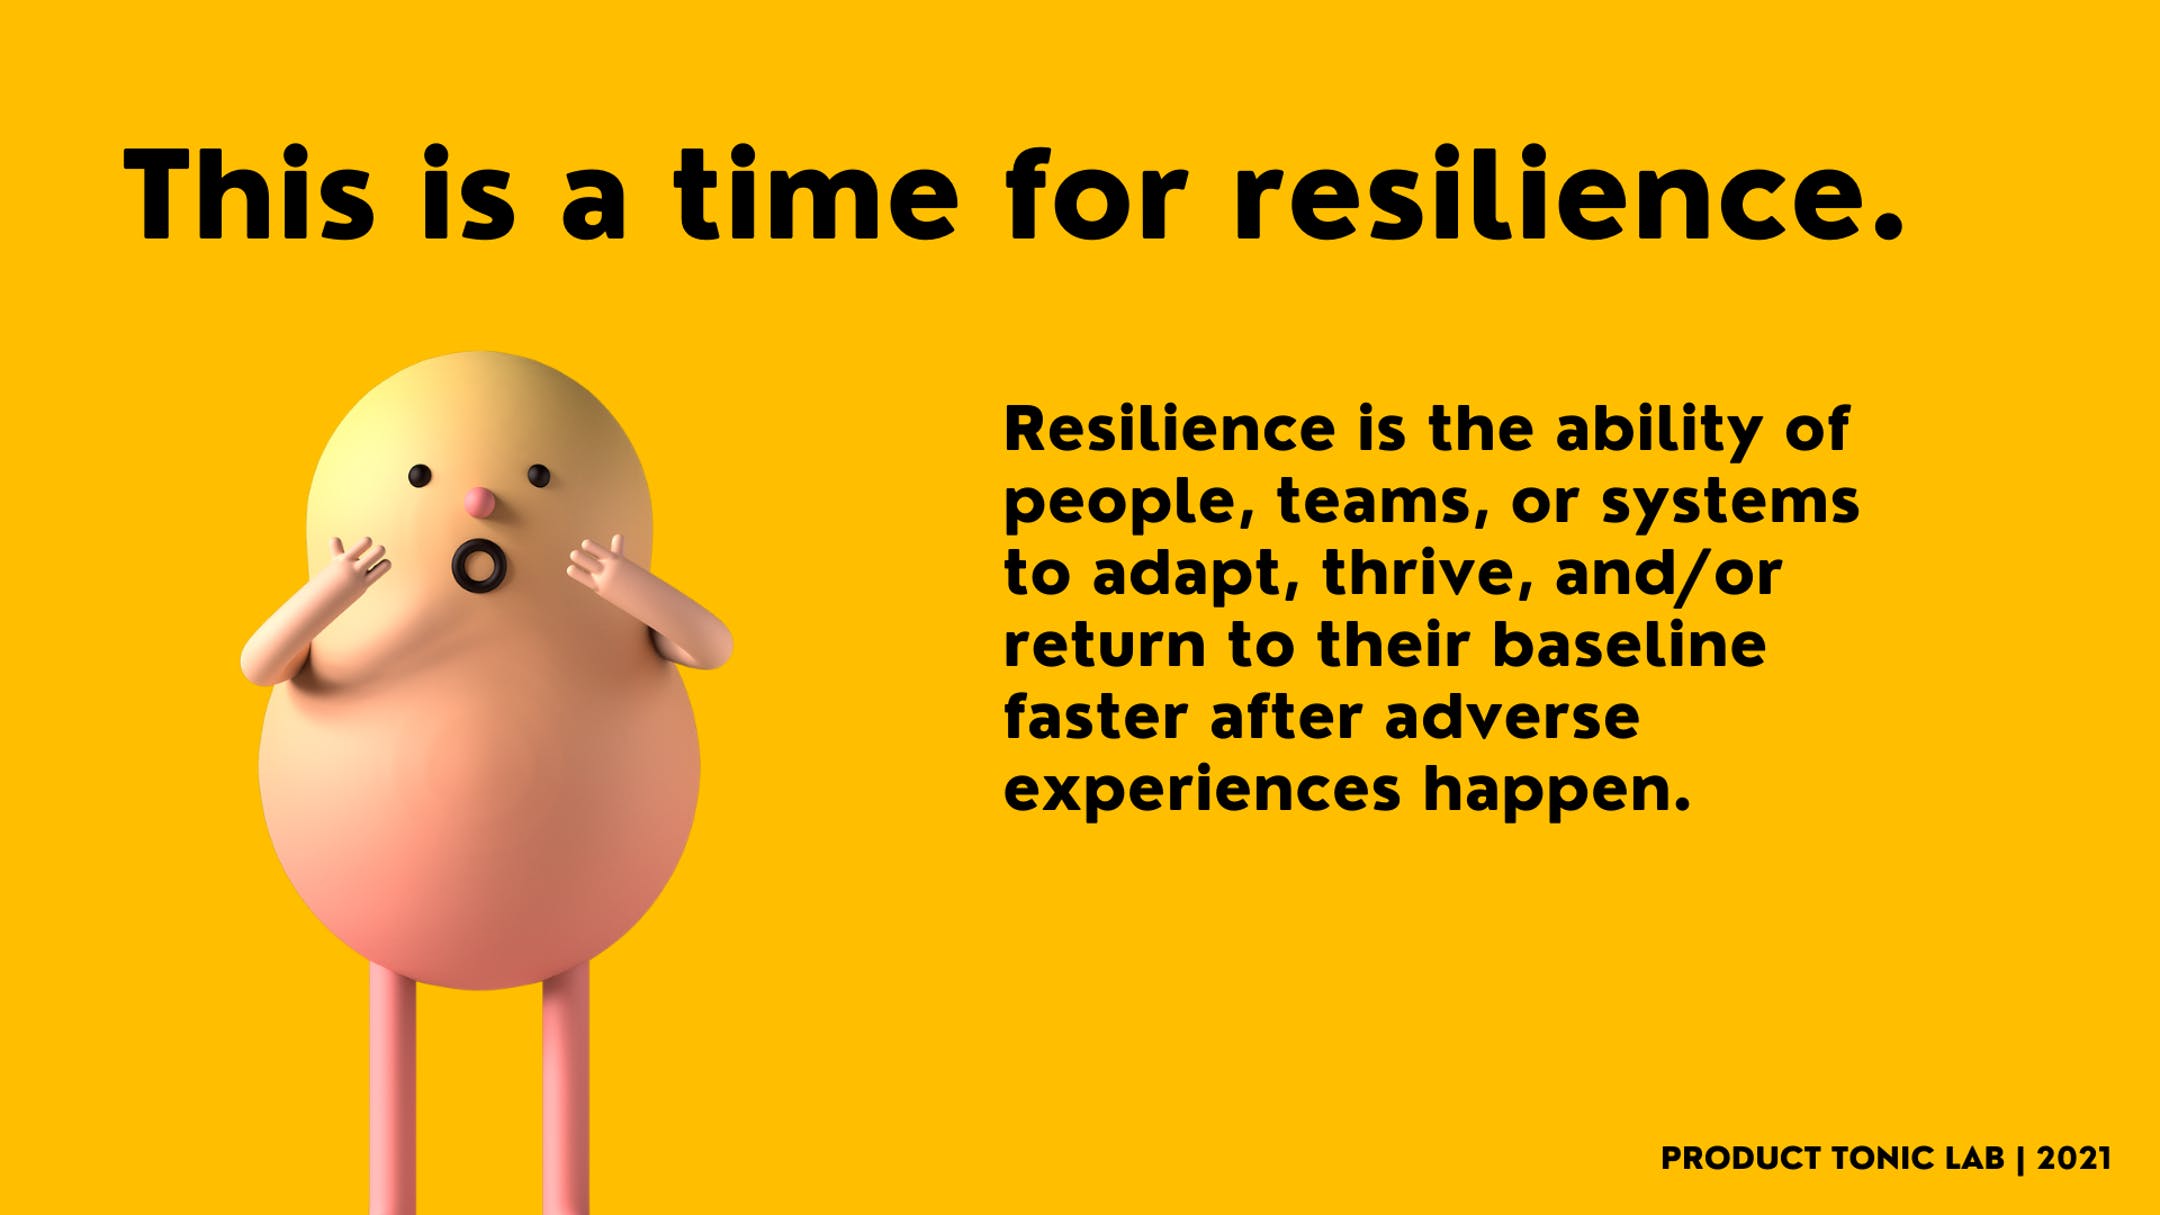 This is a time for resilience.
Resilience is the ability of
people, teams, or systems
to adapt, thrive, and/or
return to their baseline
faster after adverse
experiences happen.
PRODUCT TONIC LAB | 2021